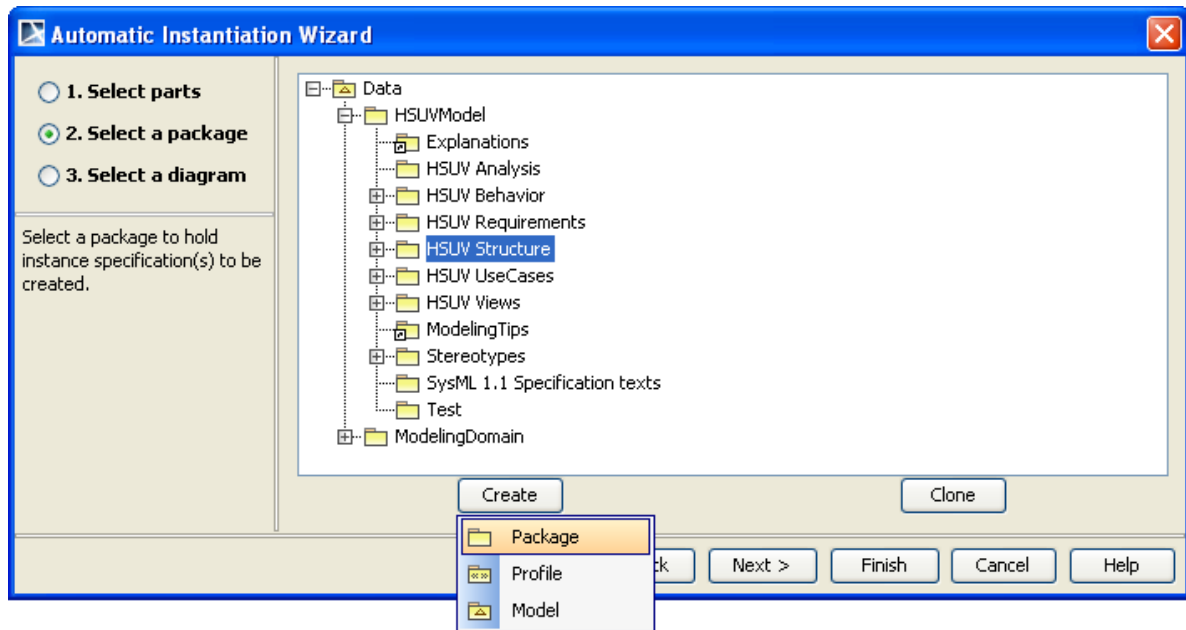 Automatic Instantiation Wizard
1. Select parts
2. Select a package
3. Select a diagram
Select a package to hold
instance specification(s) to be
created.
Data
HSUVModel
Explanations
HSUV Analysis
HSUV Behavior
HSUV Requirements
HSUV Structure
HSUV UseCases
HSUV Views
ModelingTips
Stereotypes
SysML 1.1 Specification texts
Test
ModelingDomain
Create
Clone
Package
Profile
Model
Next >
Finish
Cancel
Help